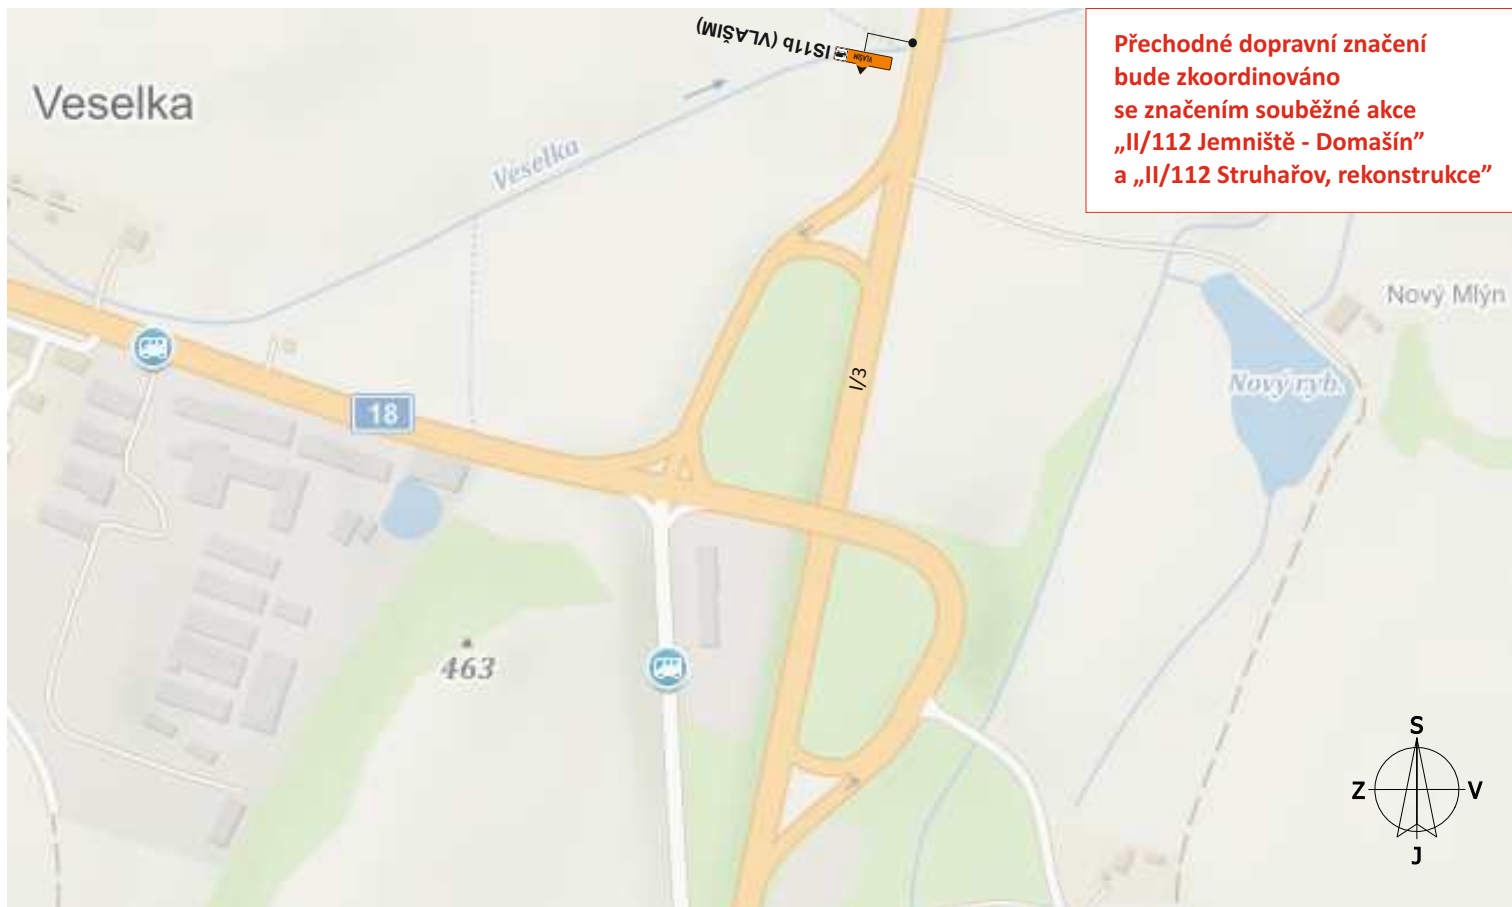 IS11b (VLAŠIM)
VLAŠIM
Přechodné dopravní značení
bude zkoordinováno
se značením souběžné akce
„II/112 Jemniště - Domašín”
a „II/112 Struhařov, rekonstrukce”
Veselka
Veselka
Nový Mlýn
I/3
Nový ryb.
18
463
S
Z
V
J